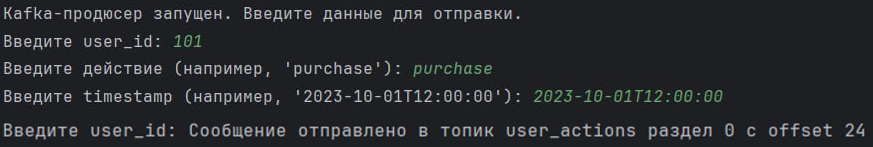 Kafka-продюсер запущен. Введите данные для отправки.
Введите user_id: 101
Введите действие (например, 'purchase'): purchase
Введите timestamp (например, '2023-10-01T12:00:00'): 2023-10-01T12:00:00
Введите user_id: Сообщение отправлено в топик user_actions раздел 0 с offset 24